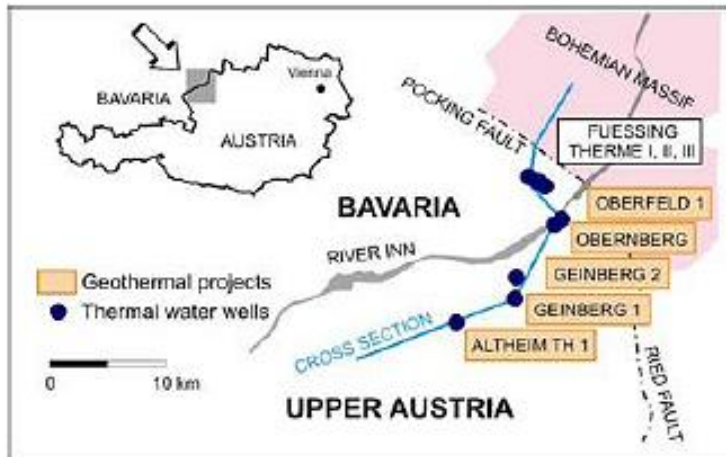 BAVARIA
Vienna
AUSTRIA
BOHEMIAN MASSIF
POCKING FAULT
FUESSING
THERME I, II, III
BAVARIA
OBERFELD 1
OBERNBERG
RIVER INN
GEINBERG 2
Geothermal projects
Thermal water wells
GEINBERG 1
CROSS SECTION
ALTHEIM TH 1
RIED FAULT
0 10 km
UPPER AUSTRIA